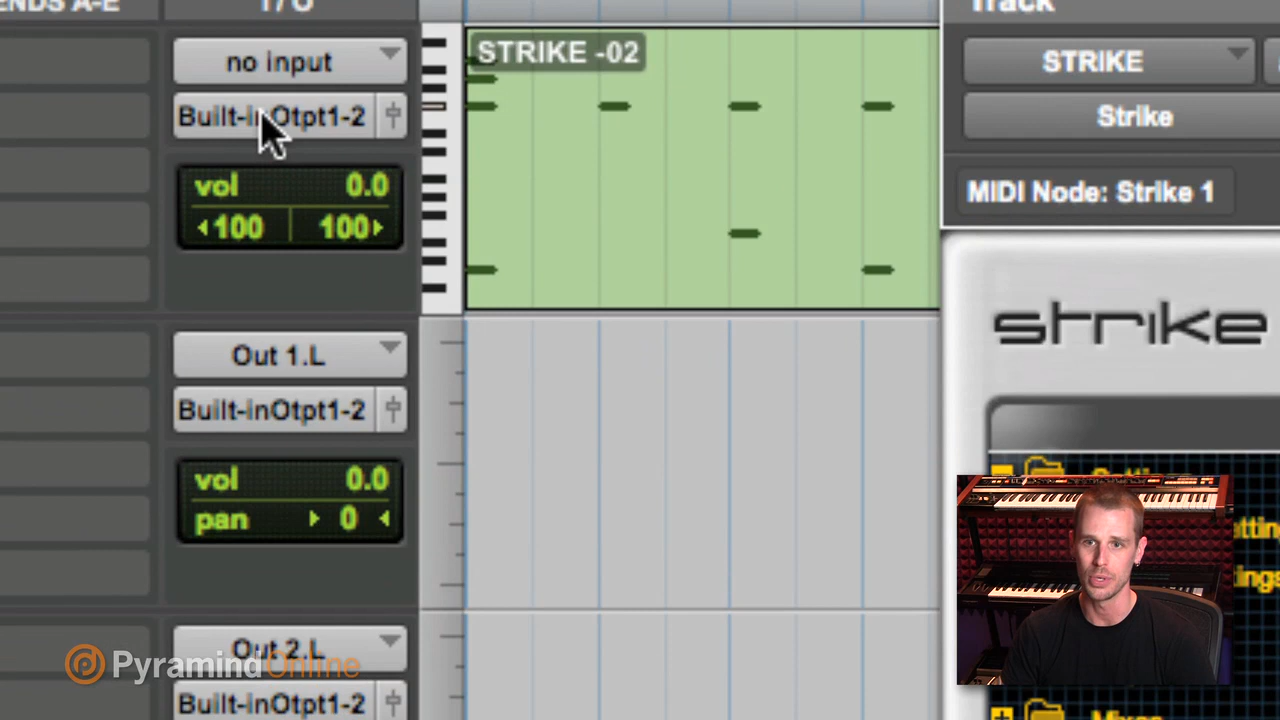 ENDS A-E
I / O
Track
no input
STRIKE -02
STRIKE
Built-inOtpt1-2
Strike
vol 0.0
MIDI Node: Strike 1
100 100
strike
Out 1.L
Built-inOtpt1-2
vol 0.0
pan 0
Out 2.L
PyramindOnline
Built-inOtpt1-2